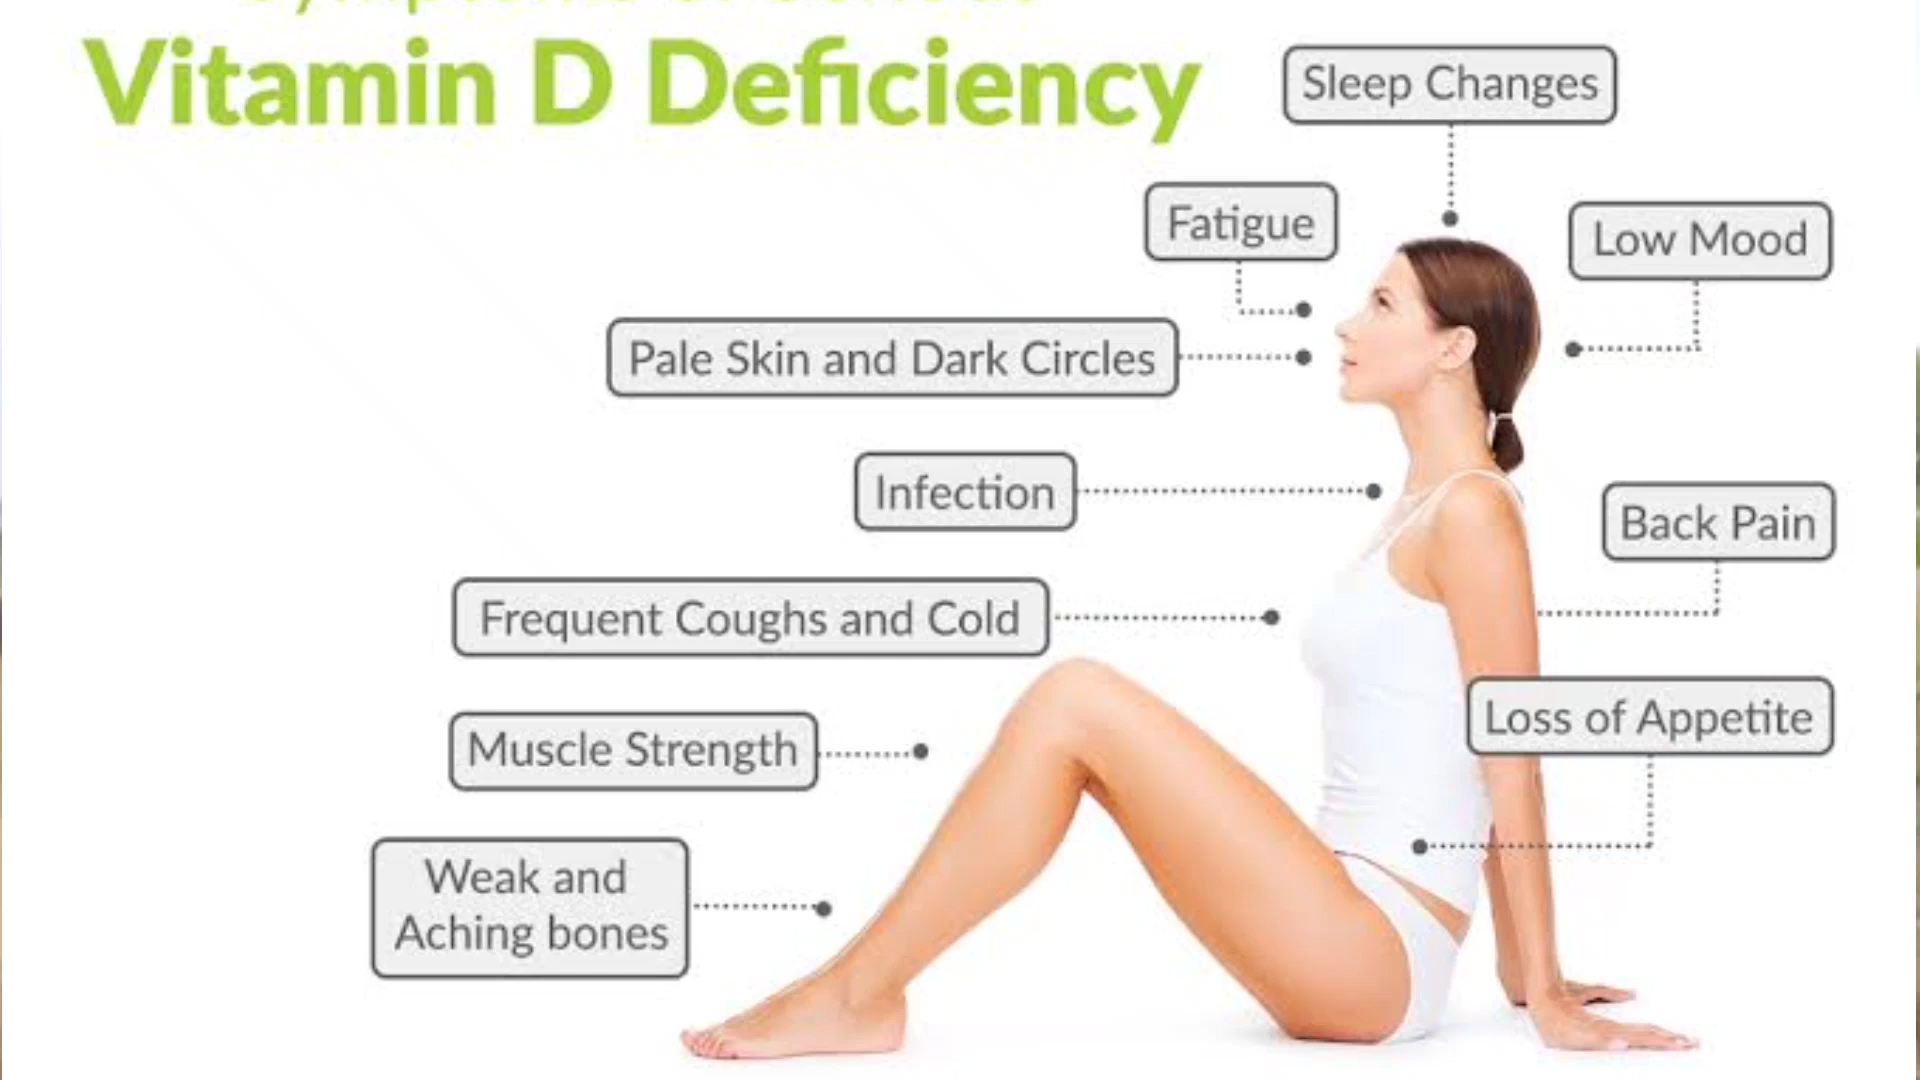 Vitamin D Deficiency
Sleep Changes
Fatigue
Low Mood
Pale Skin and Dark Circles
Infection
Back Pain
Frequent Coughs and Cold
Loss of Appetite
Muscle Strength
Weak and
Aching bones